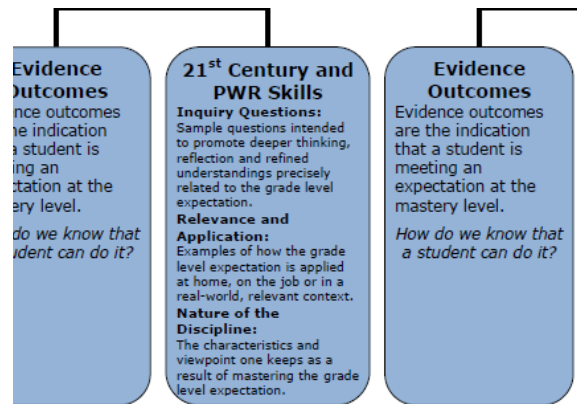 Evidence
Outcomes
ence outcomes
the indication
a student is
ing an
ctation at the
tery level.
do we know that
udent can do it?
21st Century and
PWR Skills
Inquiry Questions:
Sample questions intended
to promote deeper thinking,
reflection and refined
understandings precisely
related to the grade level
expectation.
Relevance and
Application:
Examples of how the grade
level expectation is applied
at home, on the job or in a
real-world, relevant context.
Nature of the
Discipline:
The characteristics and
viewpoint one keeps as a
result of mastering the grade
level expectation.
Evidence
Outcomes
Evidence outcomes
are the indication
that a student is
meeting an
expectation at the
mastery level.
How do we know that
a student can do it?